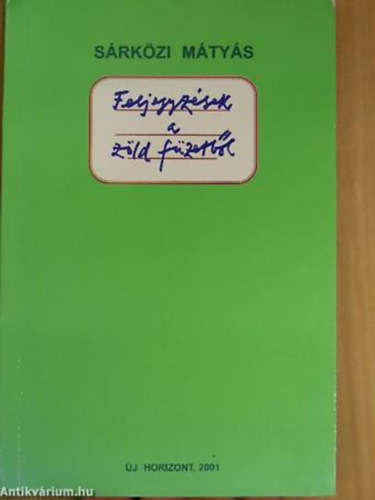 SÁRKÖZI MÁTYÁS
Feljegyzések
a
zöld füzetből
ÚJ HORIZONT, 2001
Antikvárium.hu